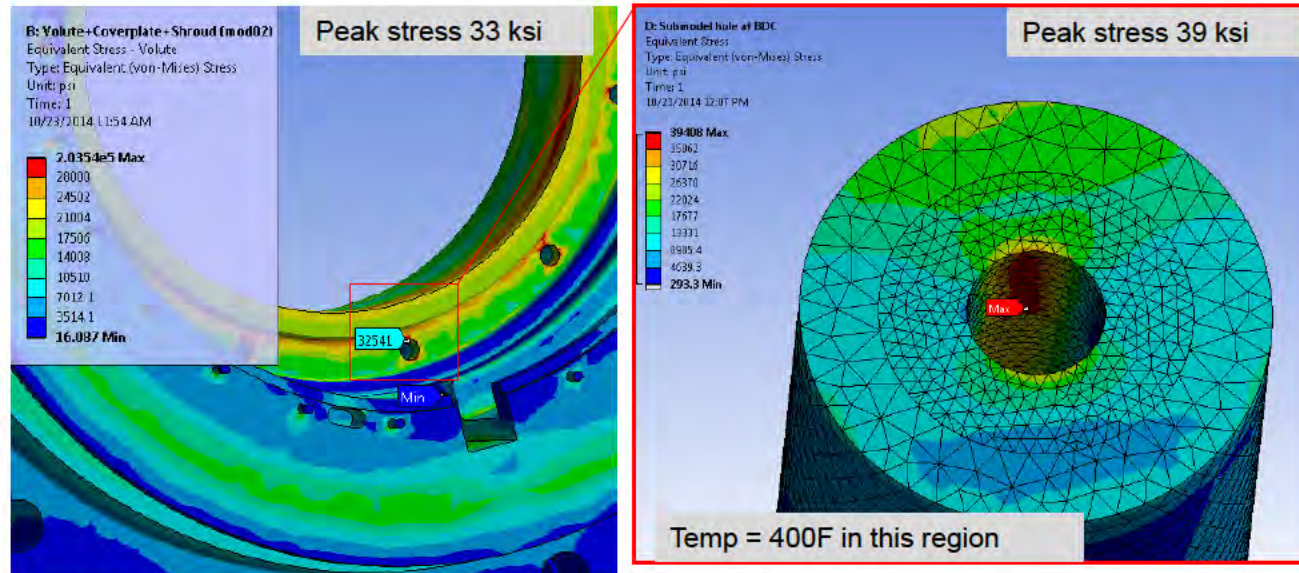 B: Volute+Coverplate+Shroud (mod02)
Equivalent Stress - Volute
Type: Equivalent (von-Mises) Stress
Unit: psi
Time: 1
10/23/2014 11:54 AM
2.0354e5 Max
28000
24502
21004
17506
14008
10510
7012.1
3514.1
16.087 Min
Peak stress 33 ksi
32541
Min
D: Submodel hole at BDC
Equivalent Stress
Type: Equivalent (von-Mises) Stress
Unit: psi
Time: 1
10/23/2014 12:07 PM
39408 Max
35062
30716
26370
22024
17677
13331
8985.4
4639.3
293.3 Min
Peak stress 39 ksi
Max
Temp = 400F in this region